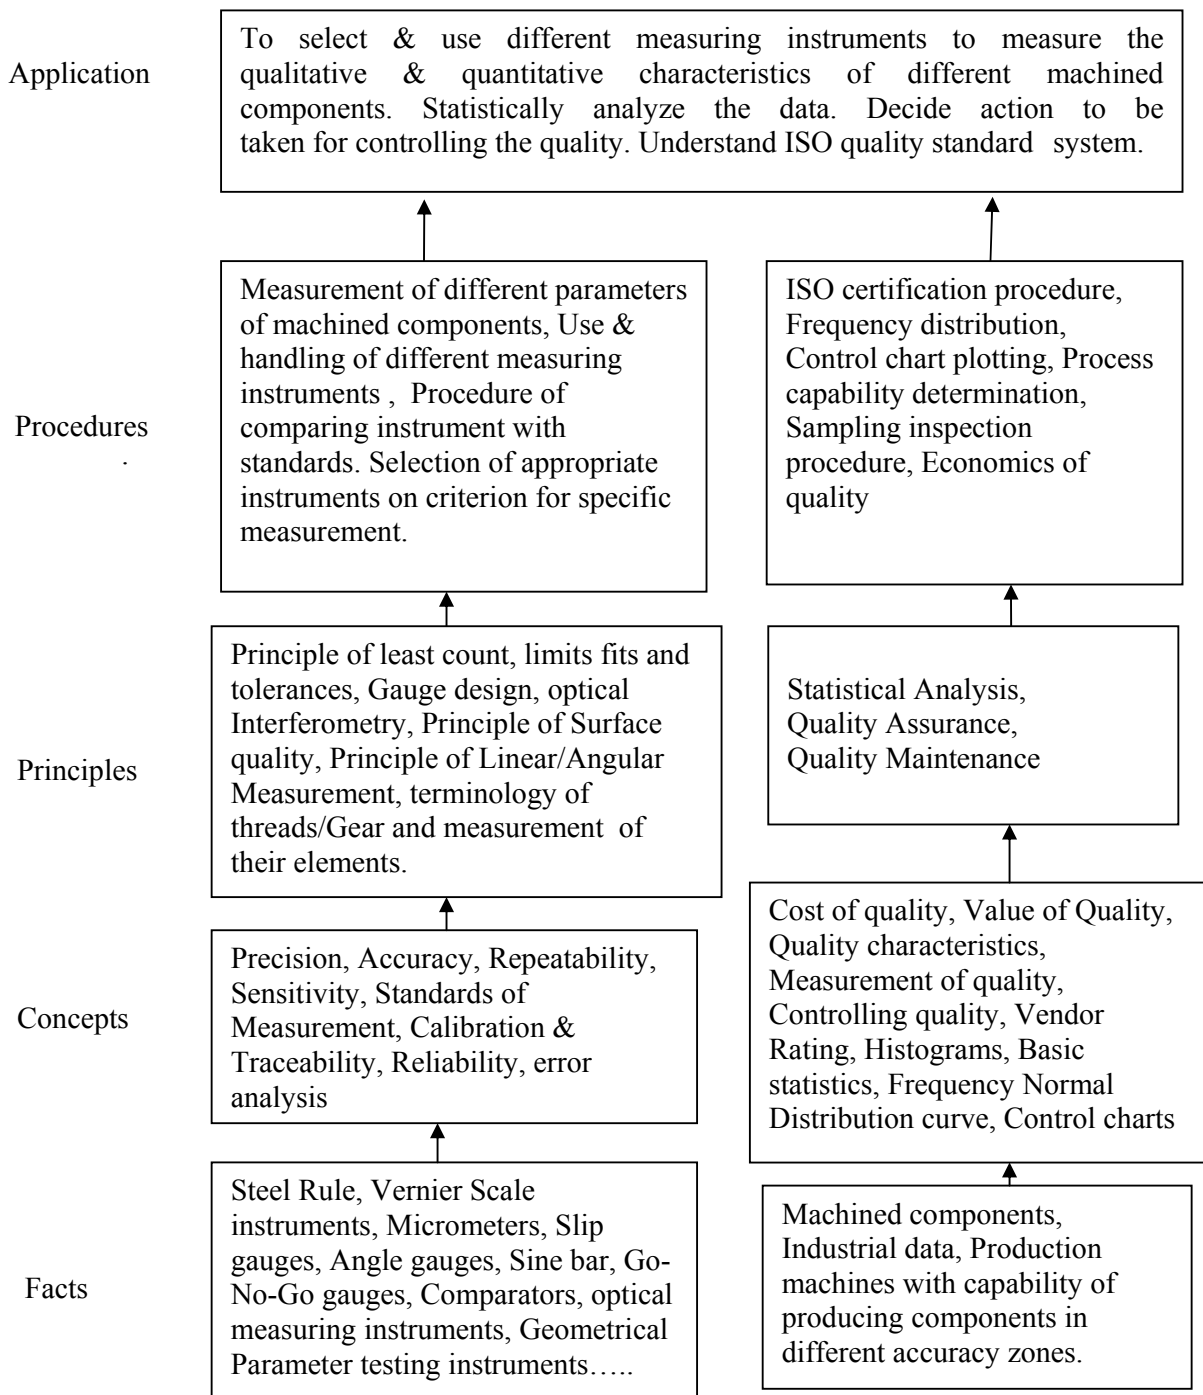 Application
To select & use different measuring instruments to measure the
qualitative & quantitative characteristics of different machined
components. Statistically analyze the data. Decide action to be
taken for controlling the quality. Understand ISO quality standard system.
Procedures
.
Measurement of different parameters
of machined components, Use &
handling of different measuring
instruments , Procedure of
comparing instrument with
standards. Selection of appropriate
instruments on criterion for specific
measurement.
ISO certification procedure,
Frequency distribution,
Control chart plotting, Process
capability determination,
Sampling inspection
procedure, Economics of
quality
Principles
Principle of least count, limits fits and
tolerances, Gauge design, optical
Interferometry, Principle of Surface
quality, Principle of Linear/Angular
Measurement, terminology of
threads/Gear and measurement of
their elements.
Statistical Analysis,
Quality Assurance,
Quality Maintenance
Concepts
Precision, Accuracy, Repeatability,
Sensitivity, Standards of
Measurement, Calibration &
Traceability, Reliability, error
analysis
Cost of quality, Value of Quality,
Quality characteristics,
Measurement of quality,
Controlling quality, Vendor
Rating, Histograms, Basic
statistics, Frequency Normal
Distribution curve, Control charts
Facts
Steel Rule, Vernier Scale
instruments, Micrometers, Slip
gauges, Angle gauges, Sine bar, Go-
No-Go gauges, Comparators, optical
measuring instruments, Geometrical
Parameter testing instruments…..
Machined components,
Industrial data, Production
machines with capability of
producing components in
different accuracy zones.